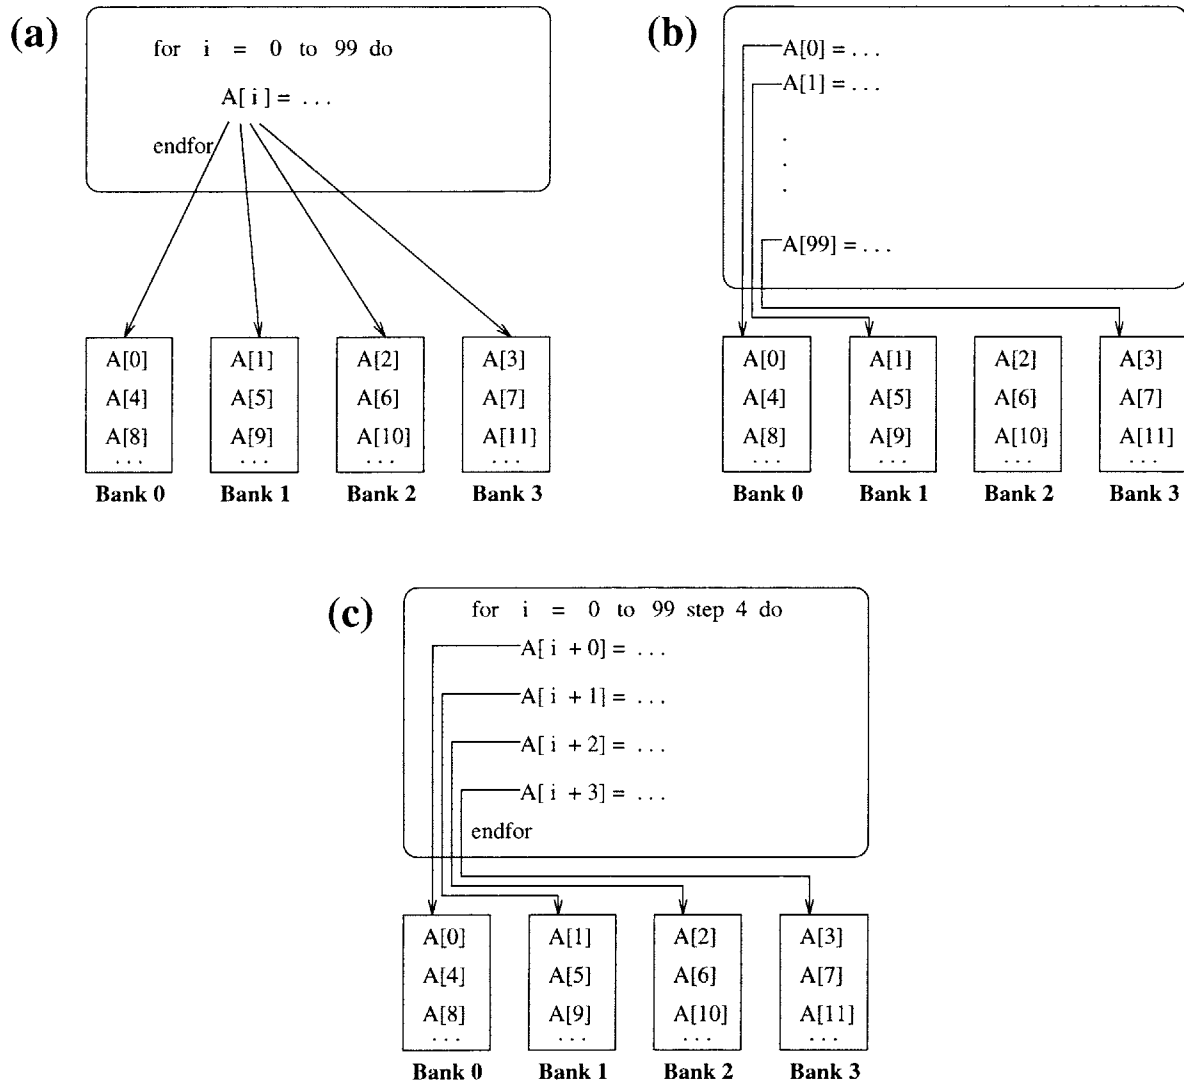 (a)
for i = 0 to 99 do
A[ i ] = . . .
endfor
A[0] A[1] A[2] A[3]
A[4] A[5] A[6] A[7]
A[8] A[9] A[10] A[11]
. . . . . . . . . . . .
Bank 0 Bank 1 Bank 2 Bank 3
(b)
A[0] = . . .
A[1] = . . .
.
.
.
A[99] = . . .
A[0] A[1] A[2] A[3]
A[4] A[5] A[6] A[7]
A[8] A[9] A[10] A[11]
. . . . . . . . . . . .
Bank 0 Bank 1 Bank 2 Bank 3
(c)
for i = 0 to 99 step 4 do
A[ i + 0] = . . .
A[ i + 1] = . . .
A[ i + 2] = . . .
A[ i + 3] = . . .
endfor
A[0] A[1] A[2] A[3]
A[4] A[5] A[6] A[7]
A[8] A[9] A[10] A[11]
. . . . . . . . . . . .
Bank 0 Bank 1 Bank 2 Bank 3